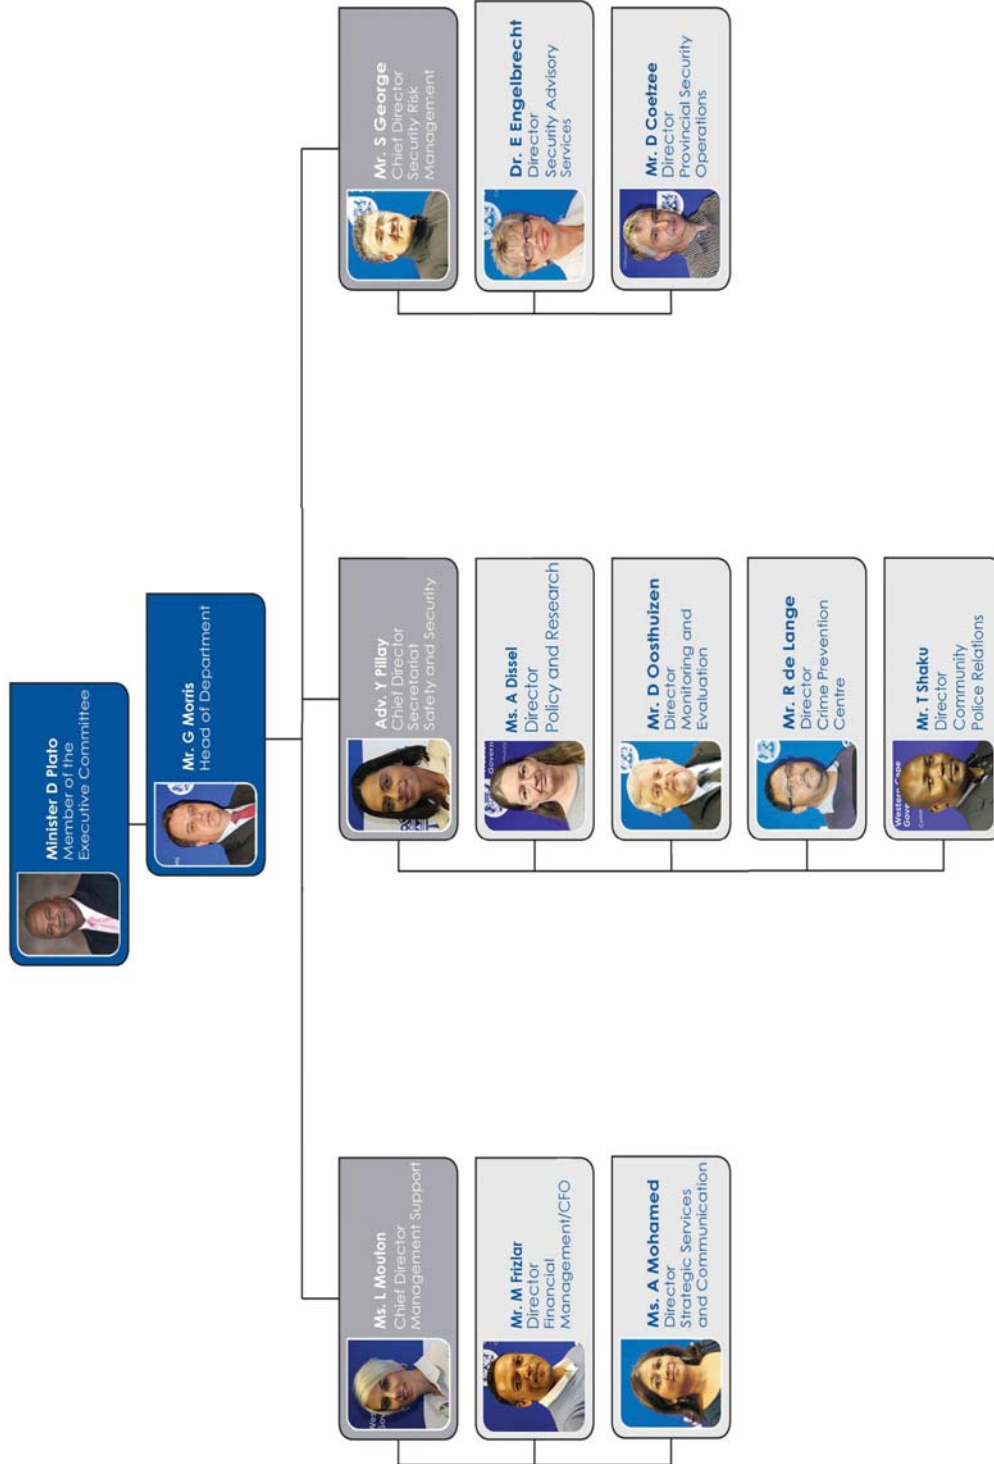 Minister D Plato
Member of the
Executive Committee
Mr. G Morris
Head of Department
Ms. L Mouton
Chief Director
Management Support
Mr. M Frizlar
Director
Financial
Management/CFO
Ms. A Mohamed
Director
Strategic Services
and Communication
Adv. Y Pillay
Chief Director
Secretariat
Safety and Security
Ms. A Dissel
Director
Policy and Research
Mr. D Oosthuizen
Director
Monitoring and
Evaluation
Mr. R de Lange
Director
Crime Prevention
Centre
Mr. T Shaku
Director
Community
Police Relations
Western Cape
Mr. S George
Chief Director
Security Risk
Management
Dr. E Engelbrecht
Director
Security Advisory
Services
Mr. D Coetzee
Director
Provincial Security
Operations